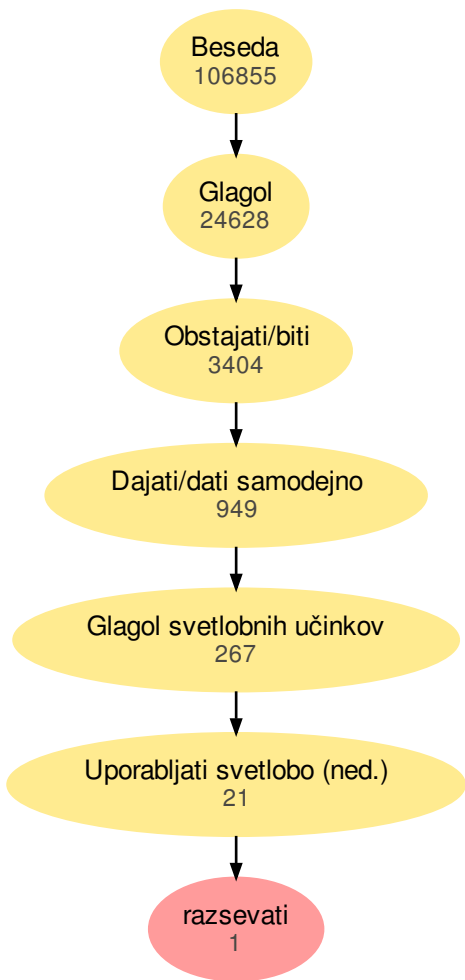 Beseda
106855
Glagol
24628
Obstajati/biti
3404
Dajati/dati samodejno
949
Glagol svetlobnih učinkov
267
Uporabljati svetlobo (ned.)
21
razsevati
1